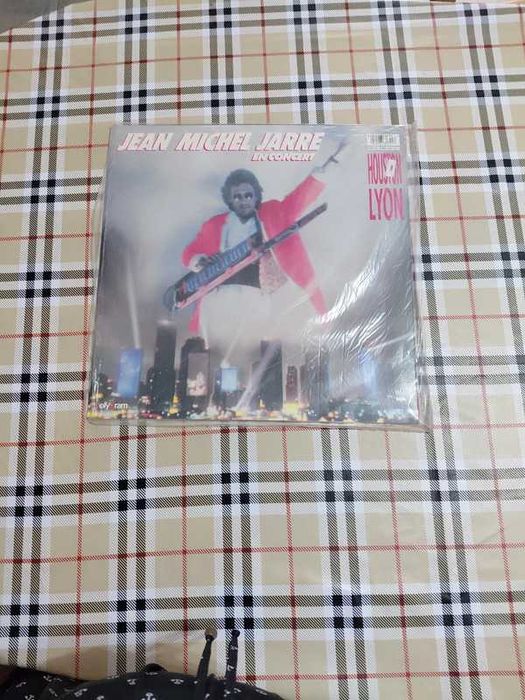 JEAN MICHEL JARRE
EN CONCERT
HOUSTON
LYON